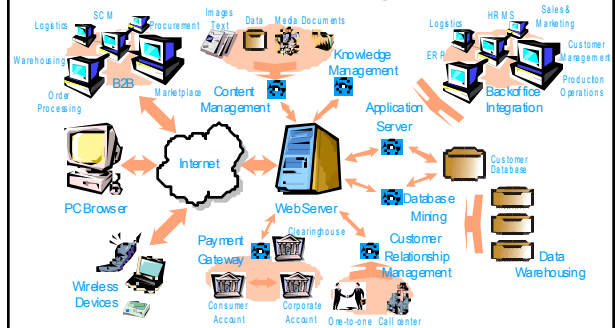 SCM
Logistics
Procurement
Warehousing
B2B
Order
Processing
Marketplace
Images
Text
Data
Media
Documents
Content
Management
Knowledge
Management
Logistics
HRMS
Sales &
Marketing
ERP
Customer
Management
Production
Operations
Backoffice
Integration
Application
Server
PC Browser
Internet
Web Server
Customer
Database
Database
Mining
Data
Warehousing
Wireless
Devices
Payment
Gateway
Clearinghouse
Consumer
Account
Corporate
Account
Customer
Relationship
Management
One-to-one
Call center